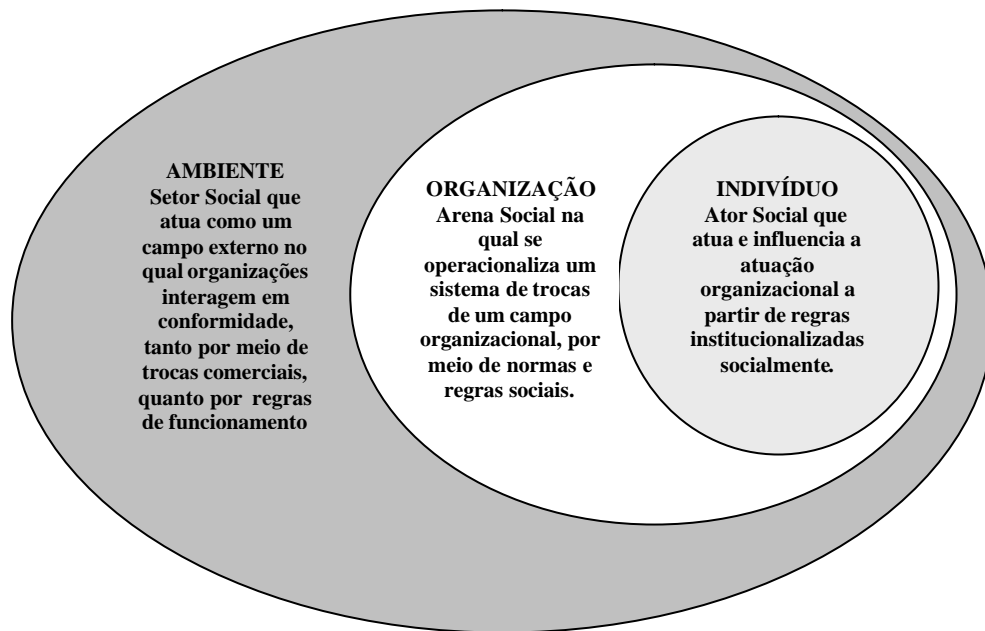 AMBIENTE
Setor Social que
atua como um
campo externo no
qual organizações
interagem em
conformidade,
tanto por meio de
trocas comerciais,
quanto por regras
de funcionamento
ORGANIZAÇÃO
Arena Social na
qual se
operacionaliza um
sistema de trocas
de um campo
organizacional, por
meio de normas e
regras sociais.
INDIVÍDUO
Ator Social que
atua e influencia a
atuação
organizacional a
partir de regras
institucionalizadas
socialmente.